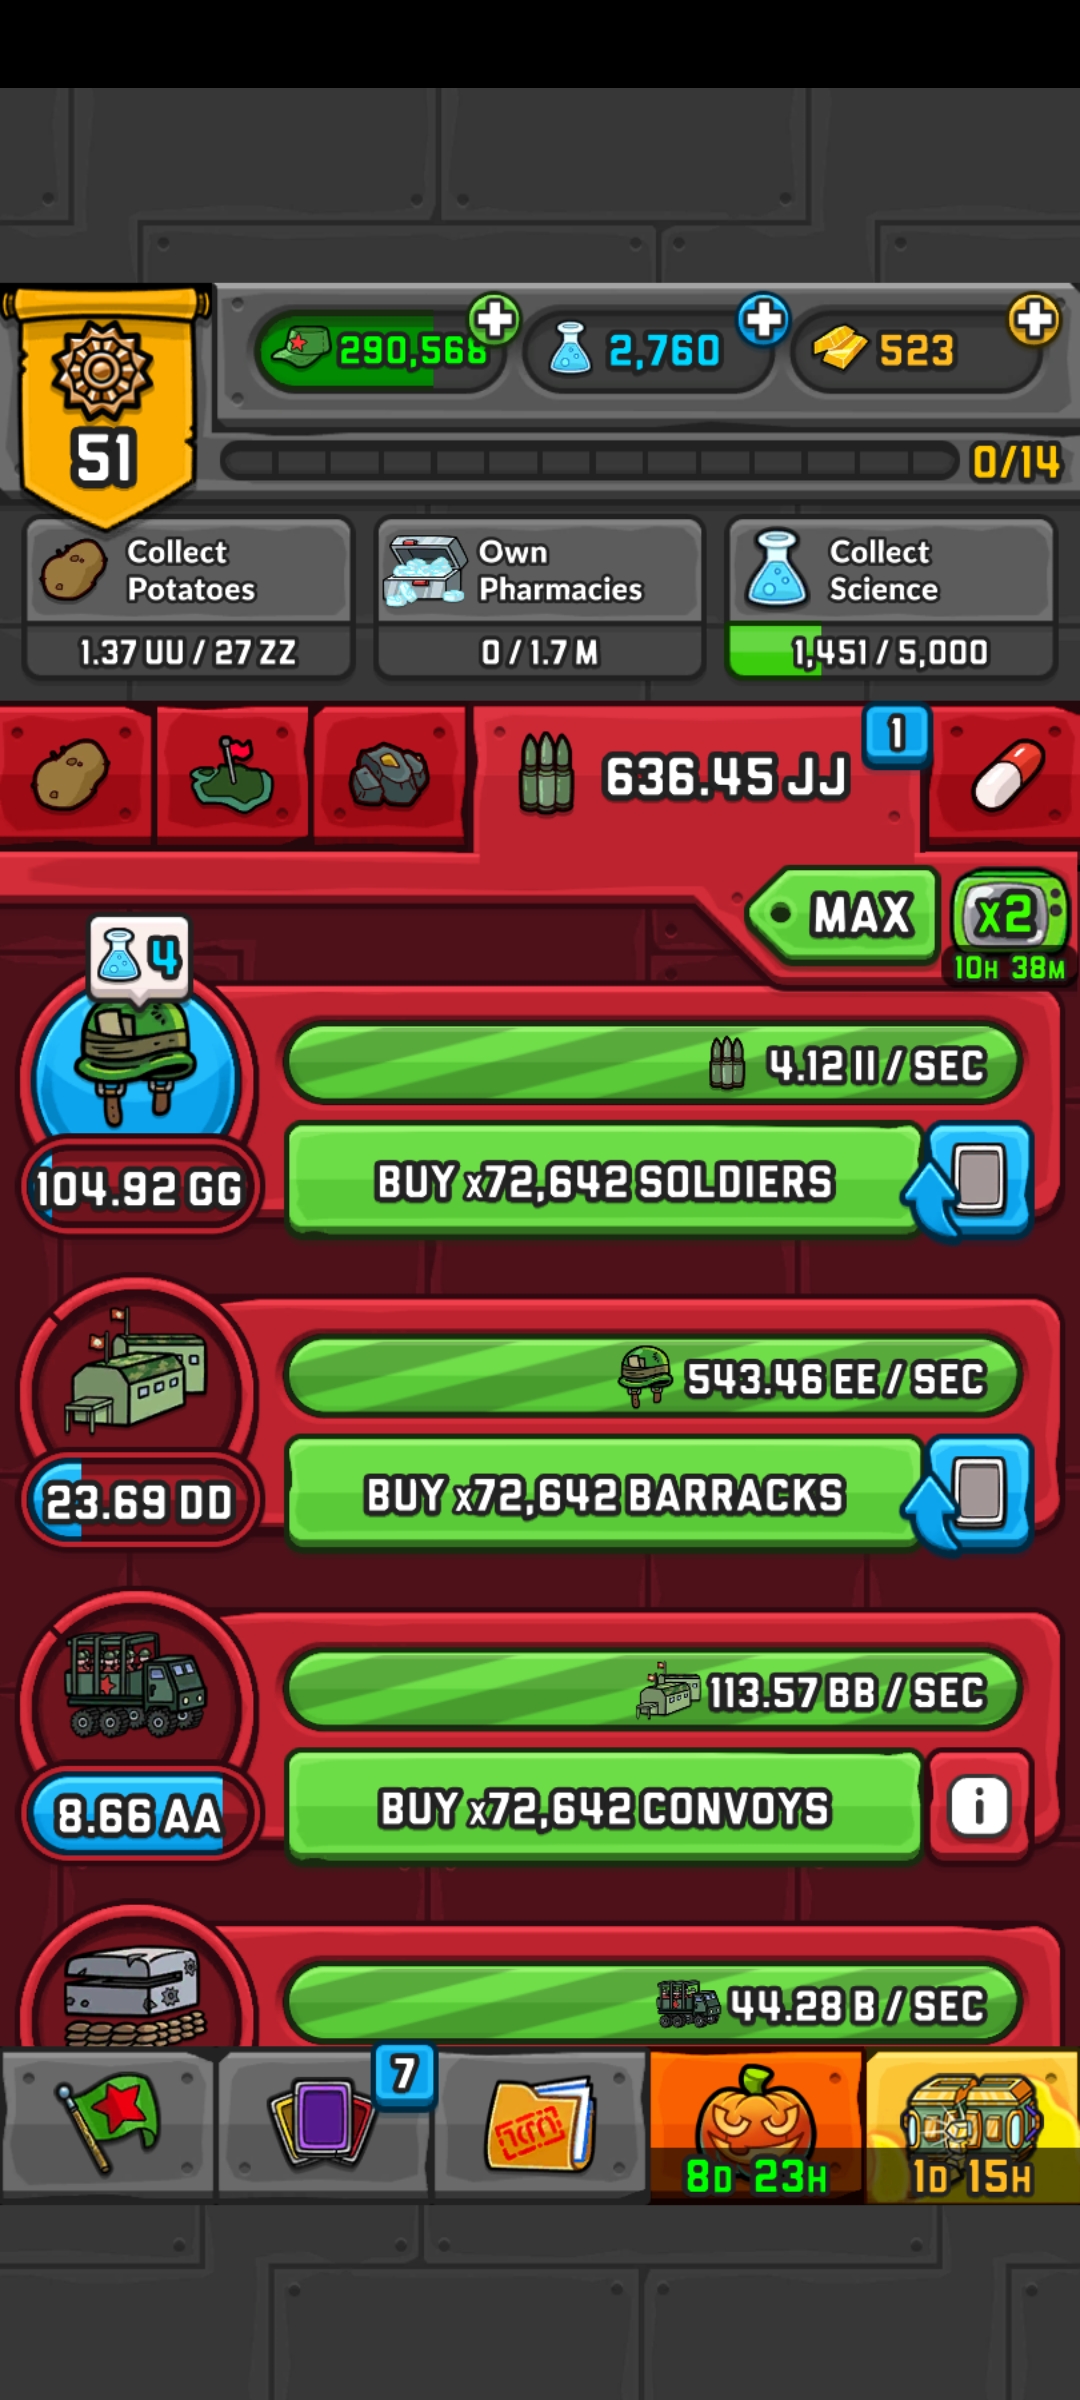 51
290,568
2,760
523
0/14
Collect
Potatoes
1.37 UU / 27 ZZ
Own
Pharmacies
0 / 1.7 M
Collect
Science
1,451 / 5,000
636.45 JJ
1
MAX
x2
10H 38M
4
4.12 II / SEC
104.92 GG
BUY x72,642 SOLDIERS
543.46 EE / SEC
23.69 DD
BUY x72,642 BARRACKS
113.57 BB / SEC
8.66 AA
BUY x72,642 CONVOYS
i
44.28 B / SEC
7
8D 23H
1D 15H